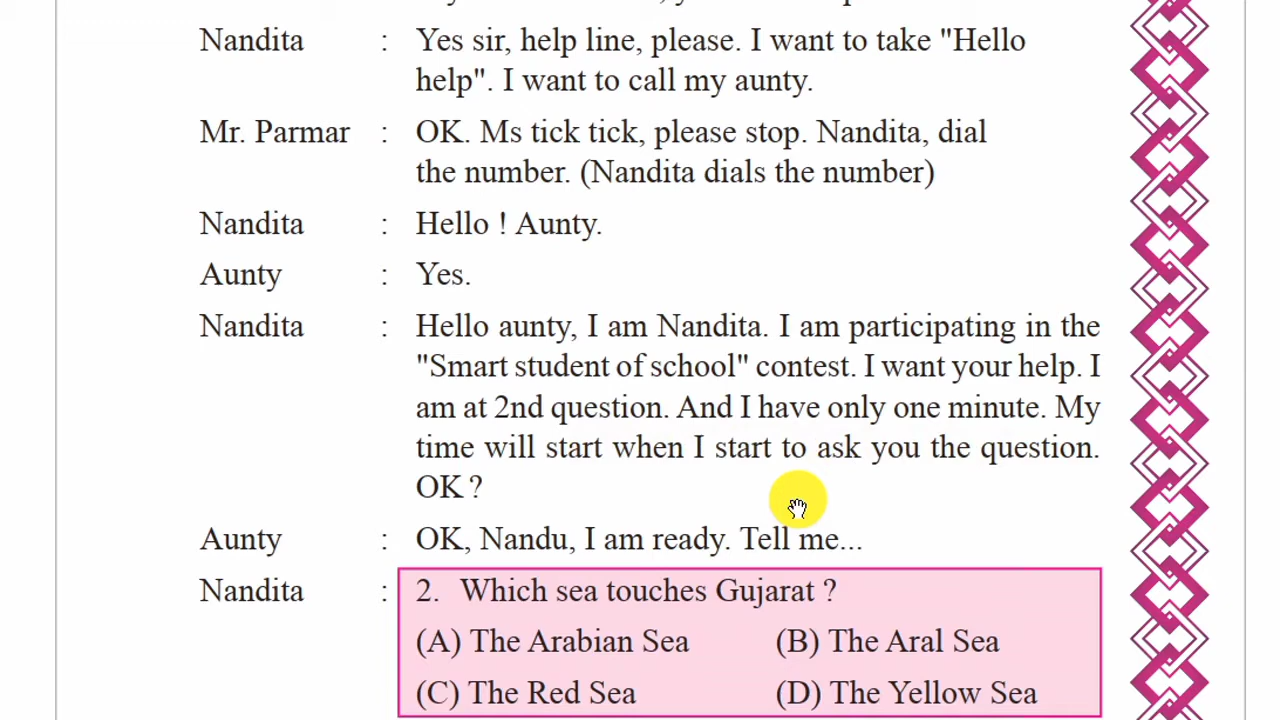 Nandita : Yes sir, help line, please. I want to take "Hello
help". I want to call my aunty.
Mr. Parmar : OK. Ms tick tick, please stop. Nandita, dial
the number. (Nandita dials the number)
Nandita : Hello ! Aunty.
Aunty : Yes.
Nandita : Hello aunty, I am Nandita. I am participating in the
"Smart student of school" contest. I want your help. I
am at 2nd question. And I have only one minute. My
time will start when I start to ask you the question.
OK ?
Aunty : OK, Nandu, I am ready. Tell me...
Nandita : 2. Which sea touches Gujarat ?
(A) The Arabian Sea (B) The Aral Sea
(C) The Red Sea (D) The Yellow Sea